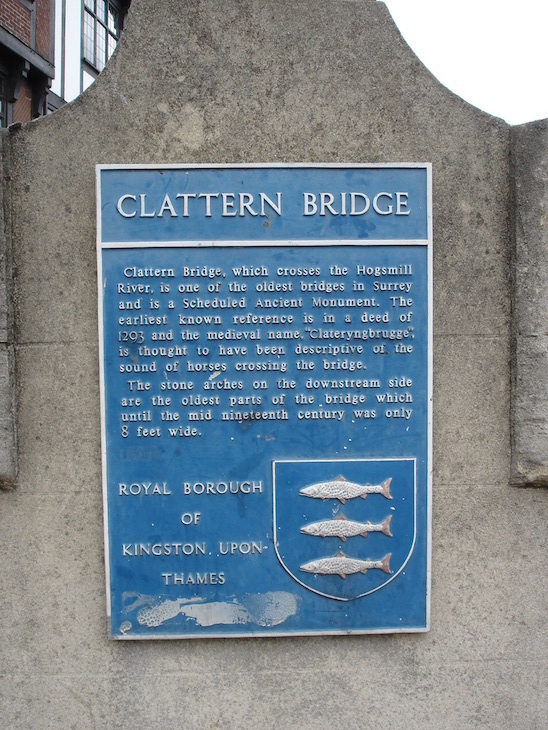 CLATTERN BRIDGE
Clattern Bridge, which crosses the Hogsmill
River, is one of the oldest bridges in Surrey
and is a Scheduled Ancient Monument. The
earliest known reference is in a deed of
1293 and the medieval name, "Clateryngbrugge",
is thought to have been descriptive of the
sound of horses crossing the bridge.
The stone arches on the downstream side
are the oldest parts of the bridge which
until the mid nineteenth century was only
8 feet wide.
ROYAL BOROUGH
OF
KINGSTON UPON-
THAMES